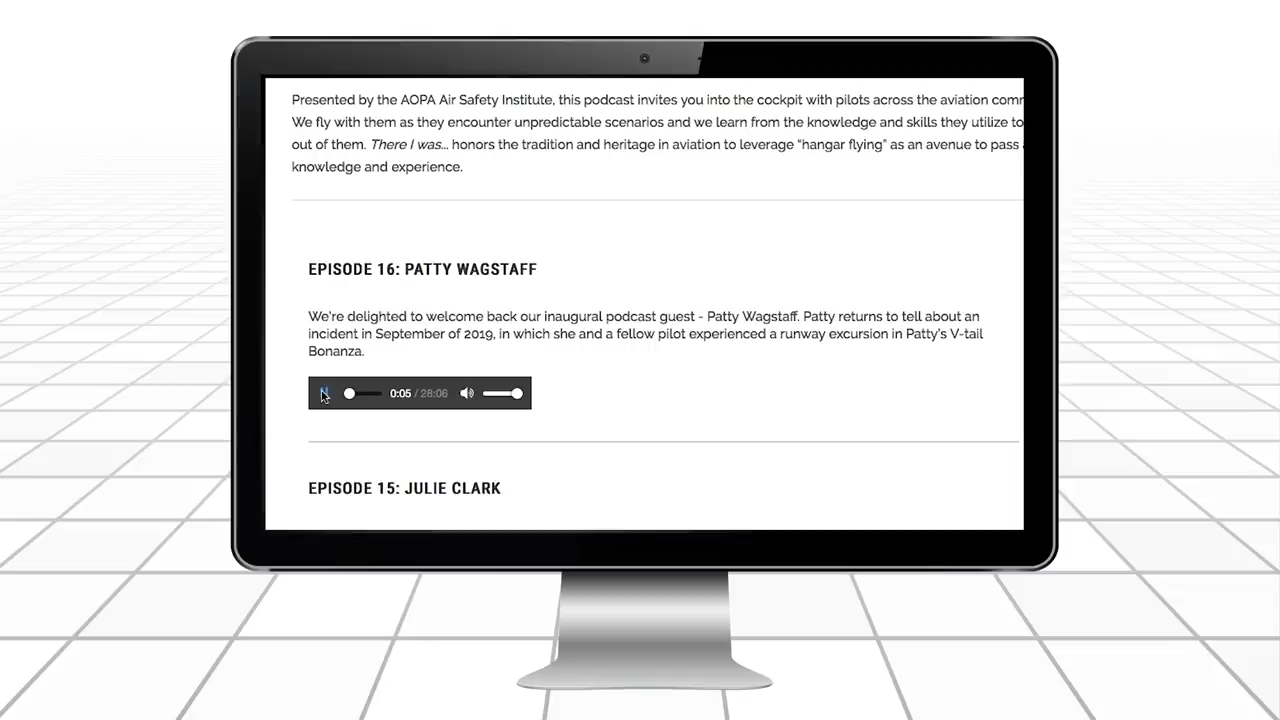 Presented by the AOPA Air Safety Institute, this podcast invites you into the cockpit with pilots across the aviation
We fly with them as they encounter unpredictable scenarios and we learn from the knowledge and skills they utilize to
out of them. There I was... honors the tradition and heritage in aviation to leverage “hangar flying” as an avenue to pass
knowledge and experience.
EPISODE 16: PATTY WAGSTAFF
We're delighted to welcome back our inaugural podcast guest - Patty Wagstaff. Patty returns to tell about an
incident in September of 2019, in which she and a fellow pilot experienced a runway excursion in Patty's V-tail
Bonanza.
0:05 / 28:06
EPISODE 15: JULIE CLARK